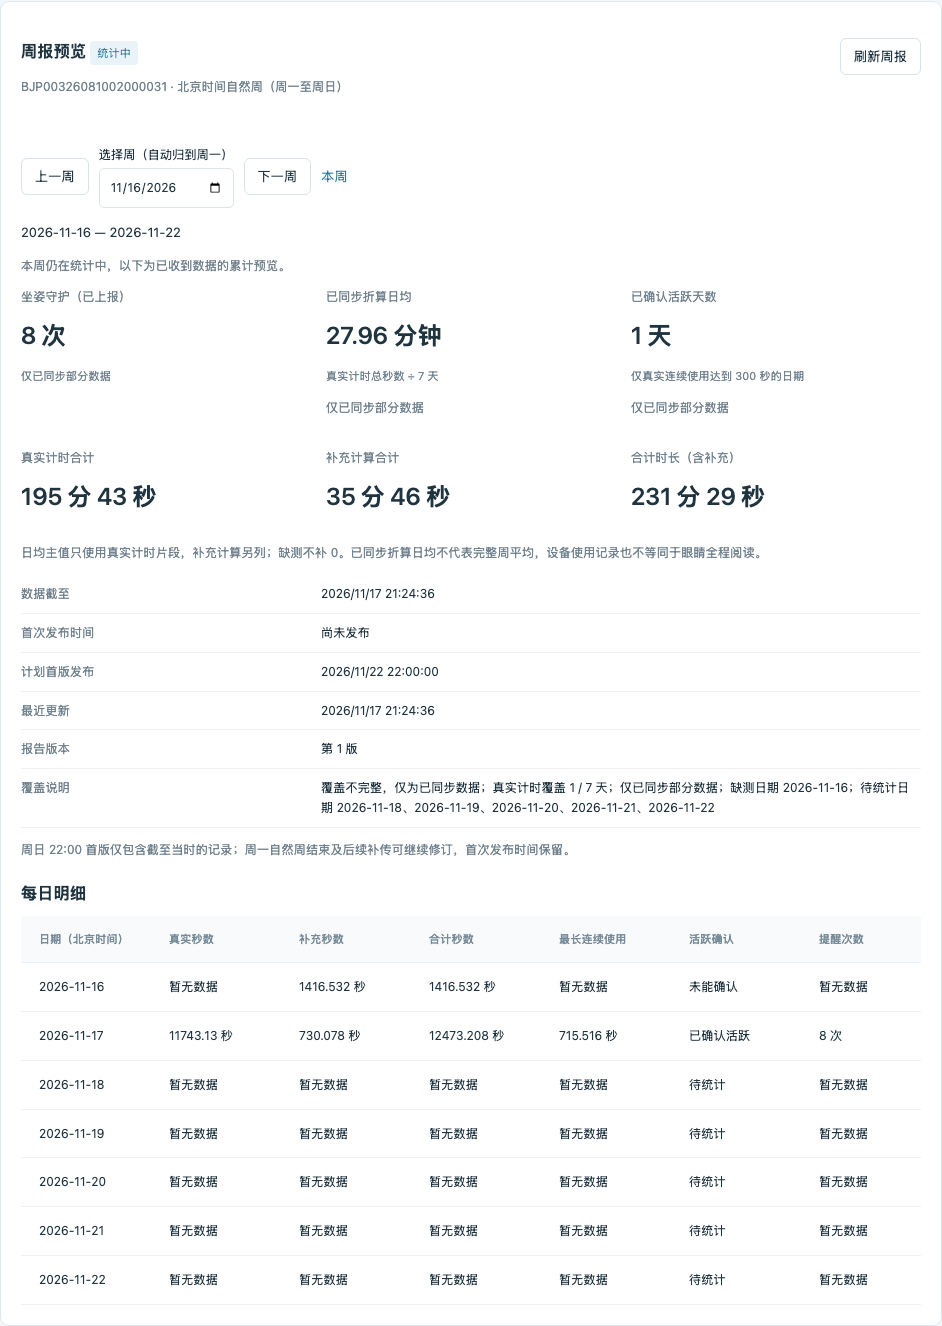 周报预览 统计中
刷新周报
BJP00326081002000031 · 北京时间自然周（周一至周日）
选择周（自动归到周一）
上一周 11/16/2026 下一周 本周
2026-11-16 — 2026-11-22
本周仍在统计中，以下为已收到数据的累计预览。
坐姿守护（已上报） 已同步折算日均 已确认活跃天数
8 次 27.96 分钟 1 天
仅已同步部分数据 真实计时总秒数 ÷ 7 天 仅真实连续使用达到 300 秒的日期
仅已同步部分数据 仅已同步部分数据
真实计时合计 补充计算合计 合计时长（含补充）
195 分 43 秒 35 分 46 秒 231 分 29 秒
日均主值只使用真实计时片段，补充计算另列；缺测不补 0。已同步折算日均不代表完整周平均，设备使用记录也不等同于眼睛全程阅读。
数据截至 2026/11/17 21:24:36
首次发布时间 尚未发布
计划首版发布 2026/11/22 22:00:00
最近更新 2026/11/17 21:24:36
报告版本 第 1 版
覆盖说明 覆盖不完整，仅为已同步数据；真实计时覆盖 1 / 7 天；仅已同步部分数据；缺测日期 2026-11-16；待统计日
期 2026-11-18、2026-11-19、2026-11-20、2026-11-21、2026-11-22
周日 22:00 首版仅包含截至当时的记录；周一自然周结束及后续补传可继续修订，首次发布时间保留。
每日明细
日期（北京时间） 真实秒数 补充秒数 合计秒数 最长连续使用 活跃确认 提醒次数
2026-11-16 暂无数据 1416.532 秒 1416.532 秒 暂无数据 未能确认 暂无数据
2026-11-17 11743.13 秒 730.078 秒 12473.208 秒 715.516 秒 已确认活跃 8 次
2026-11-18 暂无数据 暂无数据 暂无数据 暂无数据 待统计 暂无数据
2026-11-19 暂无数据 暂无数据 暂无数据 暂无数据 待统计 暂无数据
2026-11-20 暂无数据 暂无数据 暂无数据 暂无数据 待统计 暂无数据
2026-11-21 暂无数据 暂无数据 暂无数据 暂无数据 待统计 暂无数据
2026-11-22 暂无数据 暂无数据 暂无数据 暂无数据 待统计 暂无数据